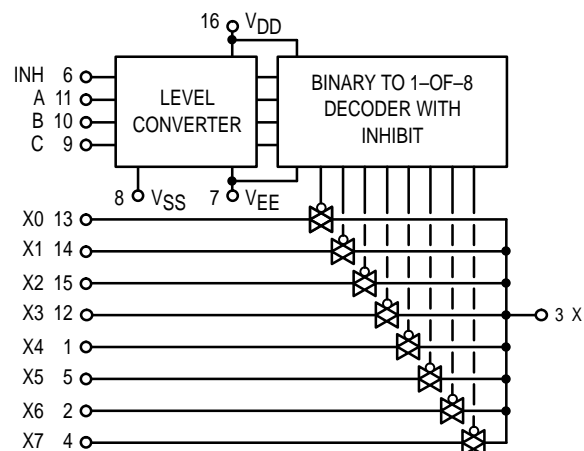 16 VDD
INH 6
A 11
B 10
C 9
LEVEL
CONVERTER
BINARY TO 1–OF–8
DECODER WITH
INHIBIT
8 VSS
7 VEE
X0 13
X1 14
X2 15
X3 12
3 X
X4 1
X5 5
X6 2
X7 4